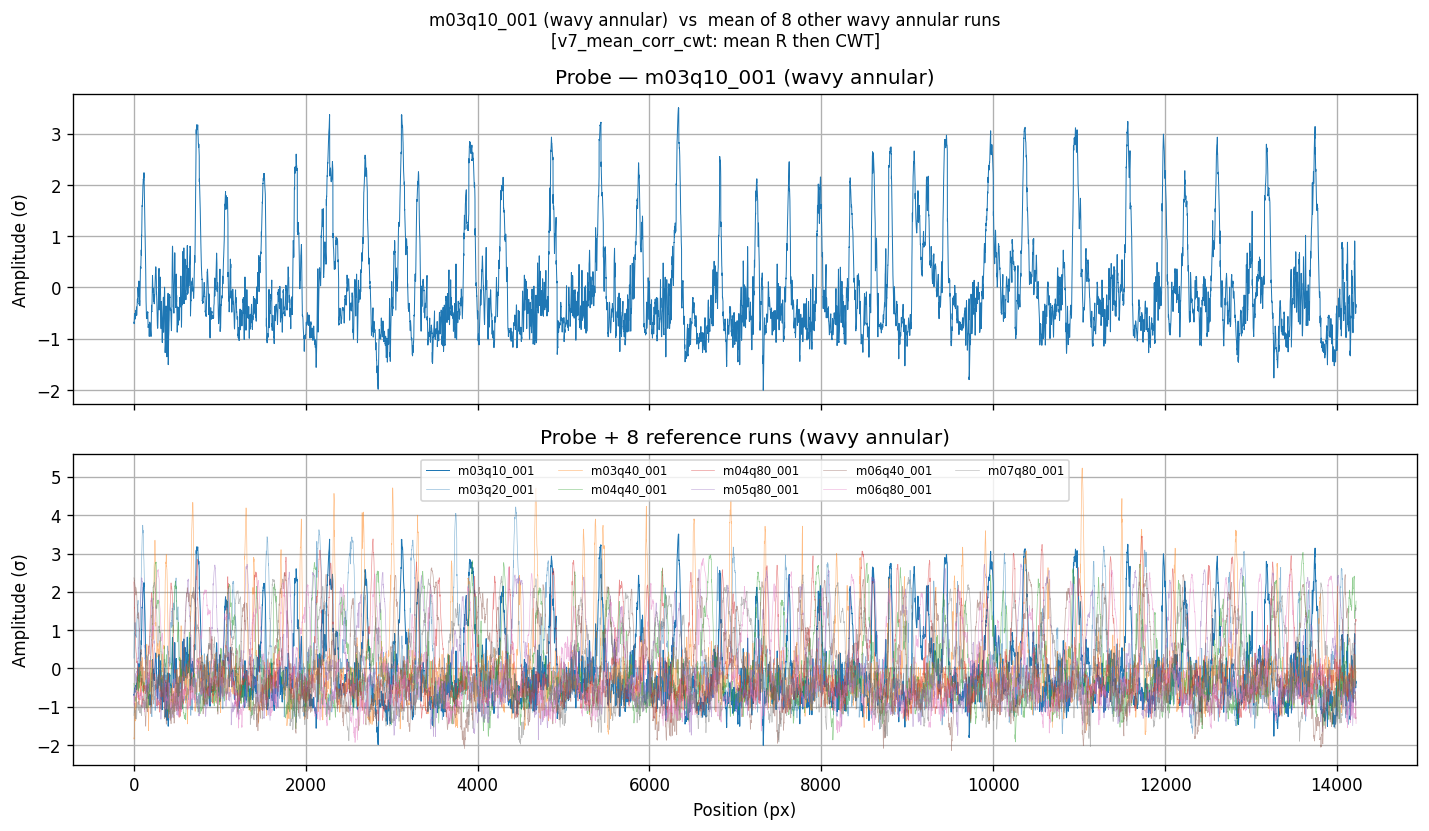 m03q10_001 (wavy annular)  vs  mean of 8 other wavy annular runs
[v7_mean_corr_cwt: mean R then CWT]
Probe — m03q10_001 (wavy annular)
Amplitude (σ)
3
2
1
0
−1
−2
Probe + 8 reference runs (wavy annular)
m03q10_001 m03q40_001 m04q80_001 m06q40_001 m07q80_001
m03q20_001 m04q40_001 m05q80_001 m06q80_001
Amplitude (σ)
5
4
3
2
1
0
−1
−2
0 2000 4000 6000 8000 10000 12000 14000
Position (px)